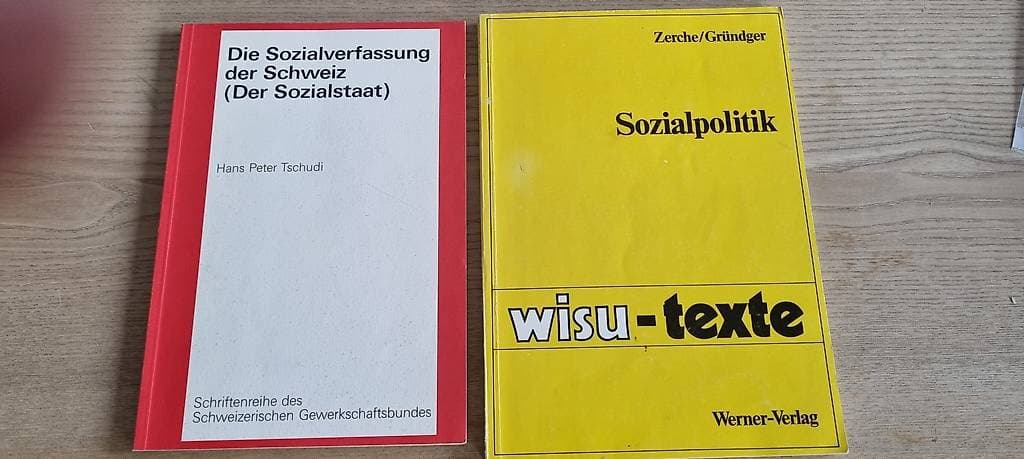 Die Sozialverfassung
der Schweiz
(Der Sozialstaat)
Hans Peter Tschudi
Schriftenreihe des
Schweizerischen Gewerkschaftsbundes
Zerche/Gründger
Sozialpolitik
wisu-texte
Werner-Verlag